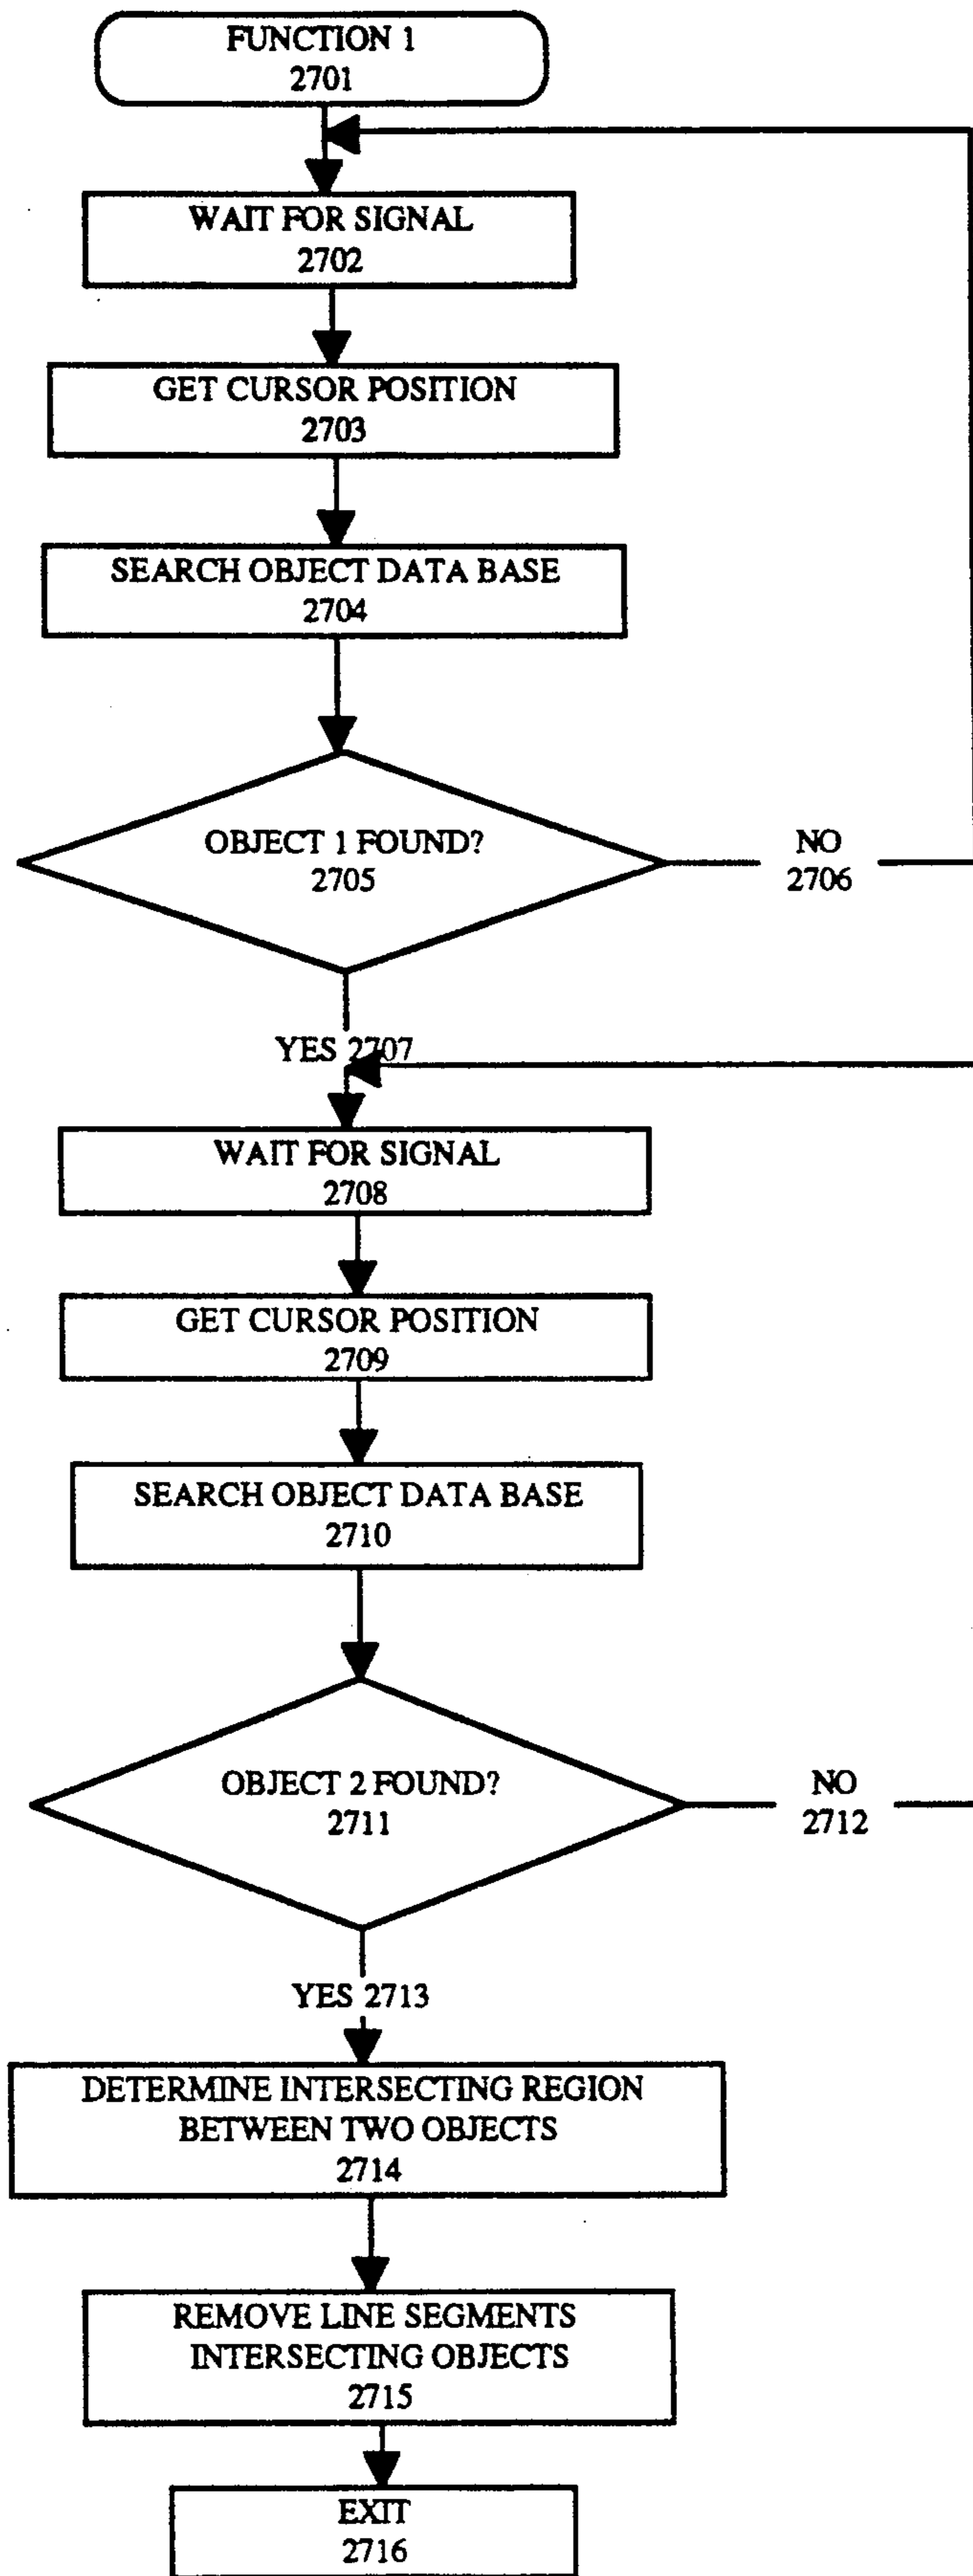 FUNCTION 1
2701
WAIT FOR SIGNAL
2702
GET CURSOR POSITION
2703
SEARCH OBJECT DATA BASE
2704
OBJECT 1 FOUND?
2705
NO
2706
YES 2707
WAIT FOR SIGNAL
2708
GET CURSOR POSITION
2709
SEARCH OBJECT DATA BASE
2710
OBJECT 2 FOUND?
2711
NO
2712
YES 2713
DETERMINE INTERSECTING REGION
BETWEEN TWO OBJECTS
2714
REMOVE LINE SEGMENTS
INTERSECTING OBJECTS
2715
EXIT
2716